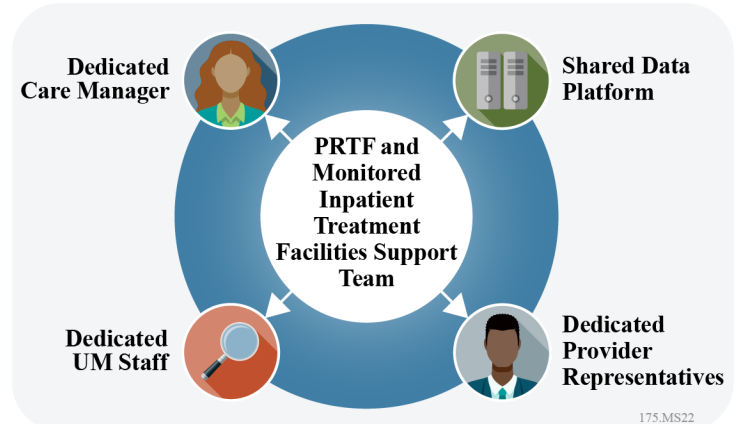 Dedicated
Care Manager
Shared Data
Platform
PRTF and
Monitored
Inpatient
Treatment
Facilities Support
Team
Dedicated
UM Staff
Dedicated
Provider
Representatives
175.MS22